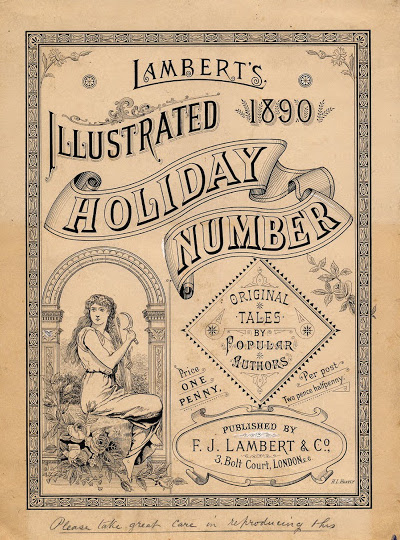 LAMBERT'S
ILLUSTRATED 1890
HOLIDAY
NUMBER
ORIGINAL
TALES
BY
POPULAR
AUTHORS
Price
ONE
PENNY.
Per post
Two pence halfpenny
PUBLISHED BY
F. J. LAMBERT & Co.
3, Bolt Court, LONDON E.C.
Please take great care in reproducing this